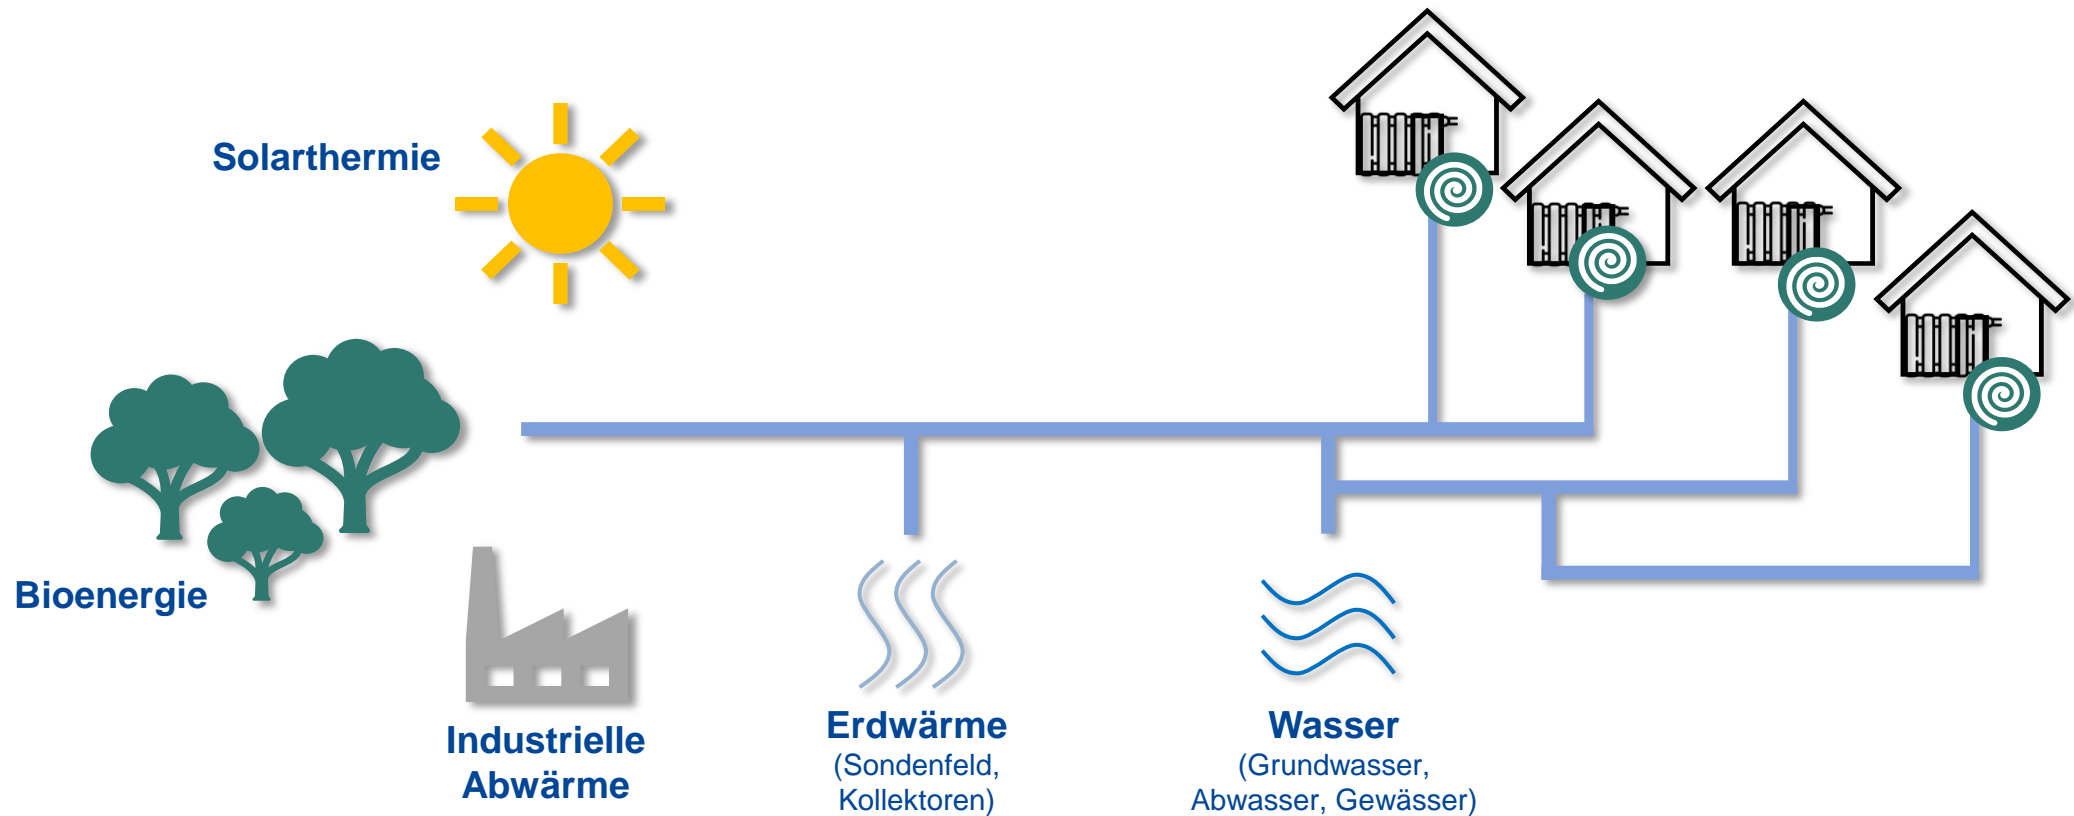 Solarthermie
Bioenergie
Industrielle
Abwärme
Erdwärme
(Sondenfeld,
Kollektoren)
Wasser
(Grundwasser,
Abwasser, Gewässer)